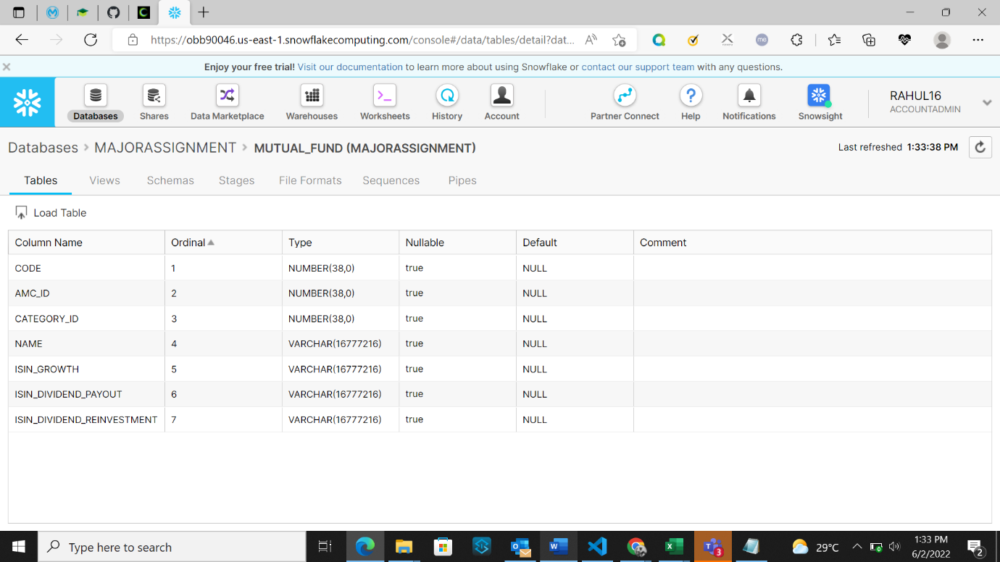 https://obb90046.us-east-1.snowflakecomputing.com/console#/data/tables/detail?dat...
Enjoy your free trial! Visit our documentation to learn more about using Snowflake or contact our support team with any questions.
Databases Shares Data Marketplace Warehouses Worksheets History Account Partner Connect Help Notifications Snowsight
RAHUL16
ACCOUNTADMIN
Databases > MAJORASSIGNMENT > MUTUAL_FUND (MAJORASSIGNMENT)
Last refreshed 1:33:38 PM
Tables Views Schemas Stages File Formats Sequences Pipes
Load Table
Column Name Ordinal Type Nullable Default Comment
CODE 1 NUMBER(38,0) true NULL
AMC_ID 2 NUMBER(38,0) true NULL
CATEGORY_ID 3 NUMBER(38,0) true NULL
NAME 4 VARCHAR(16777216) true NULL
ISIN_GROWTH 5 VARCHAR(16777216) true NULL
ISIN_DIVIDEND_PAYOUT 6 VARCHAR(16777216) true NULL
ISIN_DIVIDEND_REINVESTMENT 7 VARCHAR(16777216) true NULL
Type here to search
3
29°C
1:33 PM
6/2/2022
2